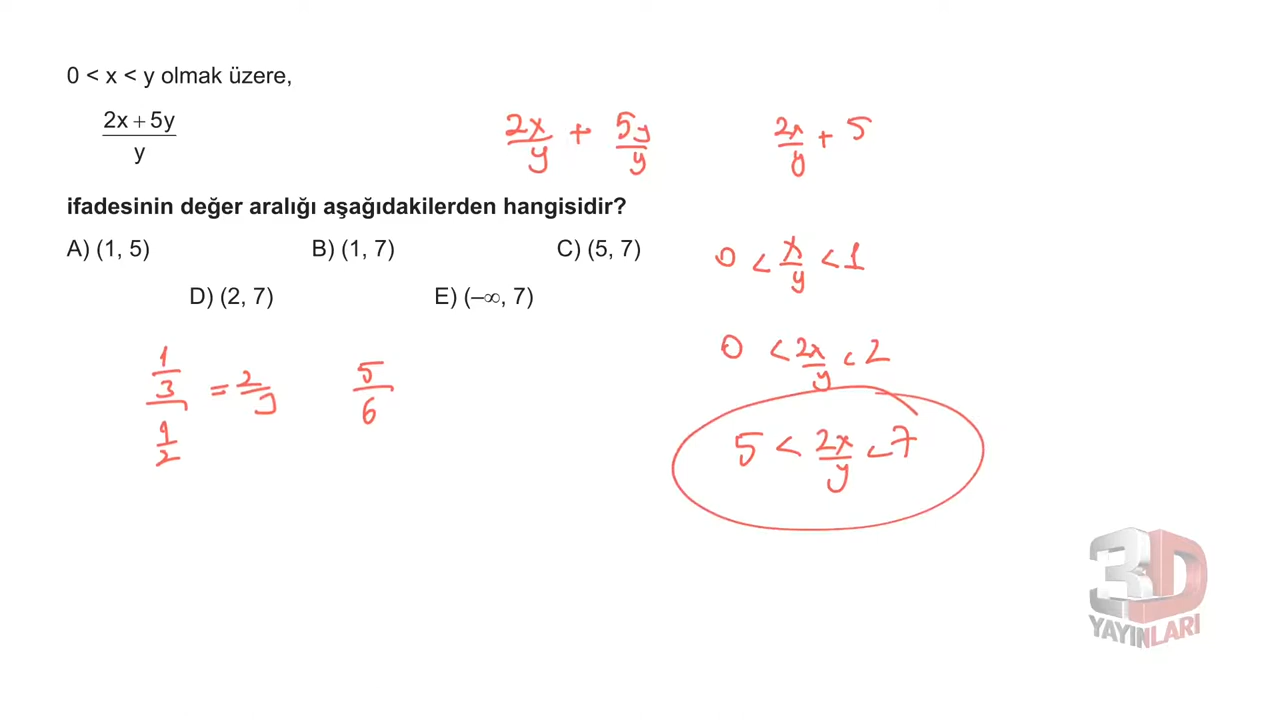 0 < x < y olmak üzere,
2x + 5y
y
2x/y + 5y/y
2x/y + 5
ifadesinin değer aralığı aşağıdakilerden hangisidir?
A) (1, 5) B) (1, 7) C) (5, 7)
D) (2, 7) E) (–∞, 7)
0 < x/y < 1
0 < 2x/y < 2
5 < 2x/y < 7
1/3
1/2
= 2/
5/6
3D
YAYINLARI